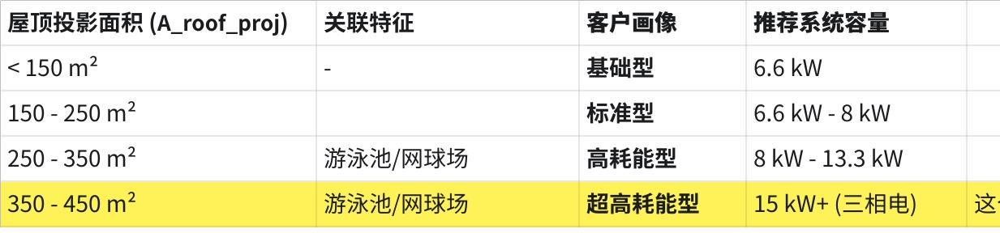 屋顶投影面积 (A_roof_proj) 关联特征 客户画像 推荐系统容量
< 150 m² - 基础型 6.6 kW
150 - 250 m² 标准型 6.6 kW - 8 kW
250 - 350 m² 游泳池/网球场 高耗能型 8 kW - 13.3 kW
350 - 450 m² 游泳池/网球场 超高耗能型 15 kW+ (三相电) 这